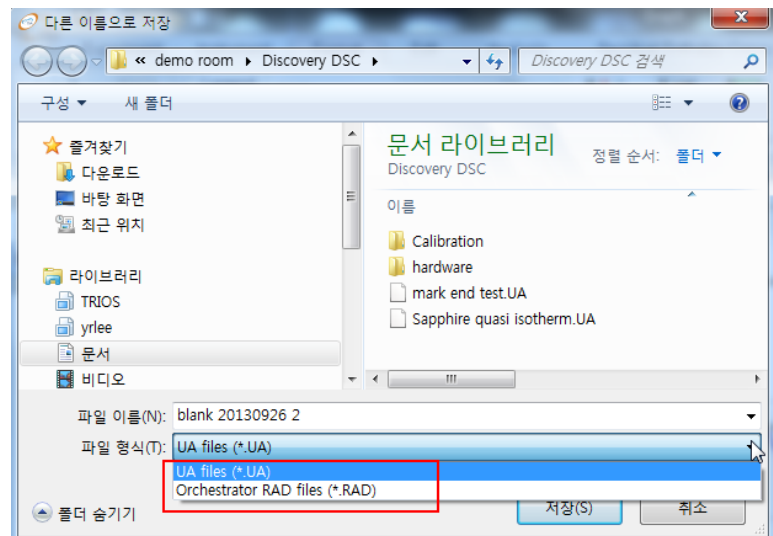 다른 이름으로 저장
« demo room ▸ Discovery DSC ▸
Discovery DSC 검색
구성 ▼ 새 폴더
즐겨찾기
다운로드
바탕 화면
최근 위치
라이브러리
TRIOS
yrlee
문서
비디오
문서 라이브러리
Discovery DSC
정렬 순서: 폴더 ▼
이름
Calibration
hardware
mark end test.UA
Sapphire quasi isotherm.UA
파일 이름(N): blank 20130926 2
파일 형식(T): UA files (*.UA)
UA files (*.UA)
Orchestrator RAD files (*.RAD)
폴더 숨기기
저장(S) 취소